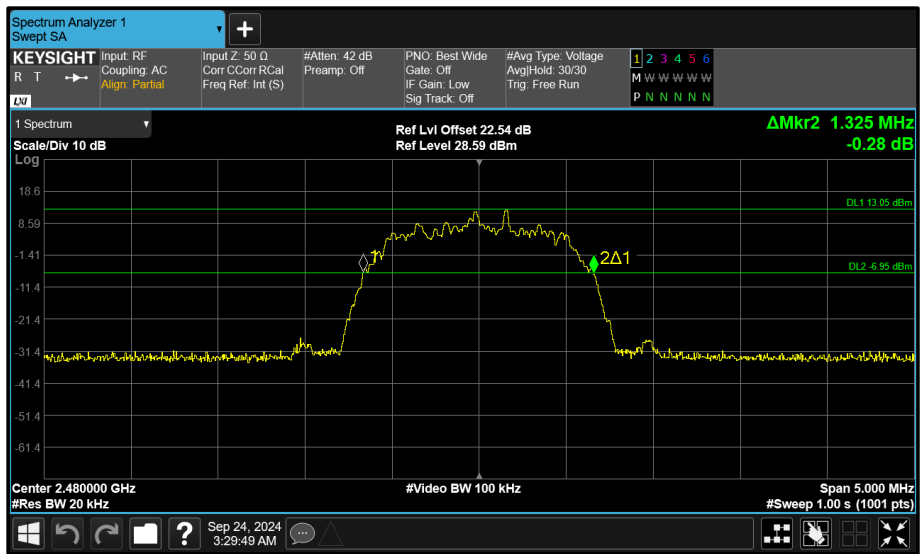 Spectrum Analyzer 1
Swept SA
KEYSIGHT
R T
LXI
Input: RF
Coupling: AC
Align: Partial
Input Z: 50 Ω
Corr CCorr RCal
Freq Ref: Int (S)
#Atten: 42 dB
Preamp: Off
PNO: Best Wide
Gate: Off
IF Gain: Low
Sig Track: Off
#Avg Type: Voltage
Avg|Hold: 30/30
Trig: Free Run
1 2 3 4 5 6
M W W W W W
P N N N N N
1 Spectrum
Scale/Div 10 dB
Ref Lvl Offset 22.54 dB
Ref Level 28.59 dBm
ΔMkr2 1.325 MHz
-0.28 dB
Log
18.6
DL1 13.05 dBm
8.59
-1.41
1
2Δ1
DL2 -6.95 dBm
-11.4
-21.4
-31.4
-41.4
-51.4
-61.4
Center 2.480000 GHz
#Video BW 100 kHz
Span 5.000 MHz
#Res BW 20 kHz
#Sweep 1.00 s (1001 pts)
?
Sep 24, 2024
3:29:49 AM